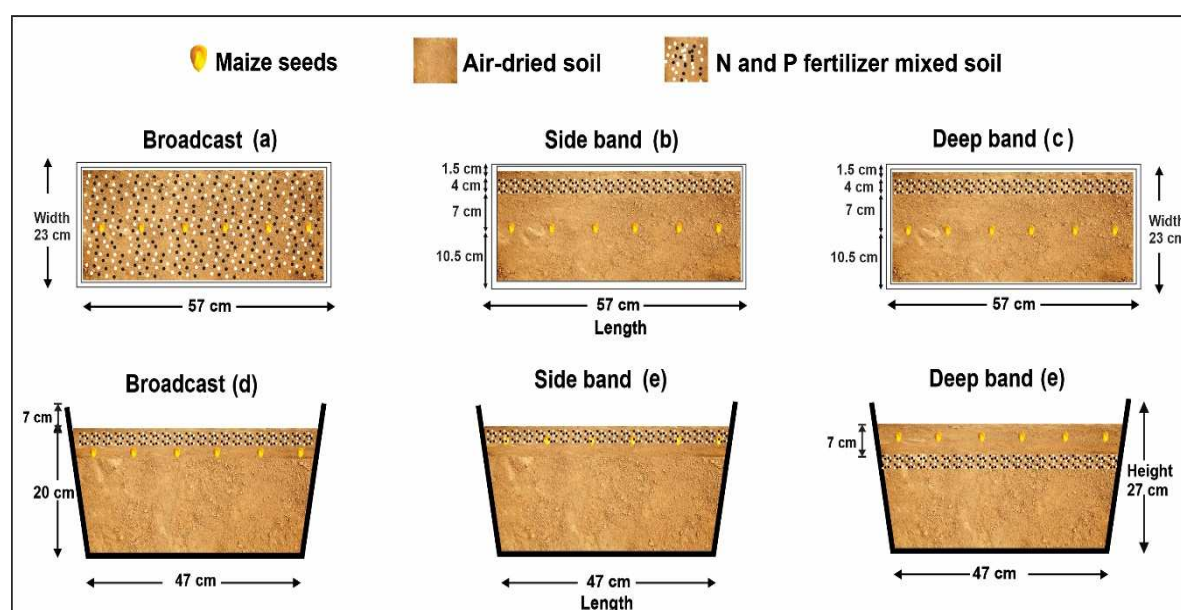 Maize seeds
Air-dried soil
N and P fertilizer mixed soil
Broadcast (a)
Side band (b)
Deep band (c)
Width
23 cm
57 cm
1.5 cm
4 cm
7 cm
10.5 cm
57 cm
Length
1.5 cm
4 cm
7 cm
10.5 cm
Width
23 cm
57 cm
Broadcast (d)
Side band (e)
Deep band (e)
7 cm
20 cm
47 cm
47 cm
Length
7 cm
Height
27 cm
47 cm